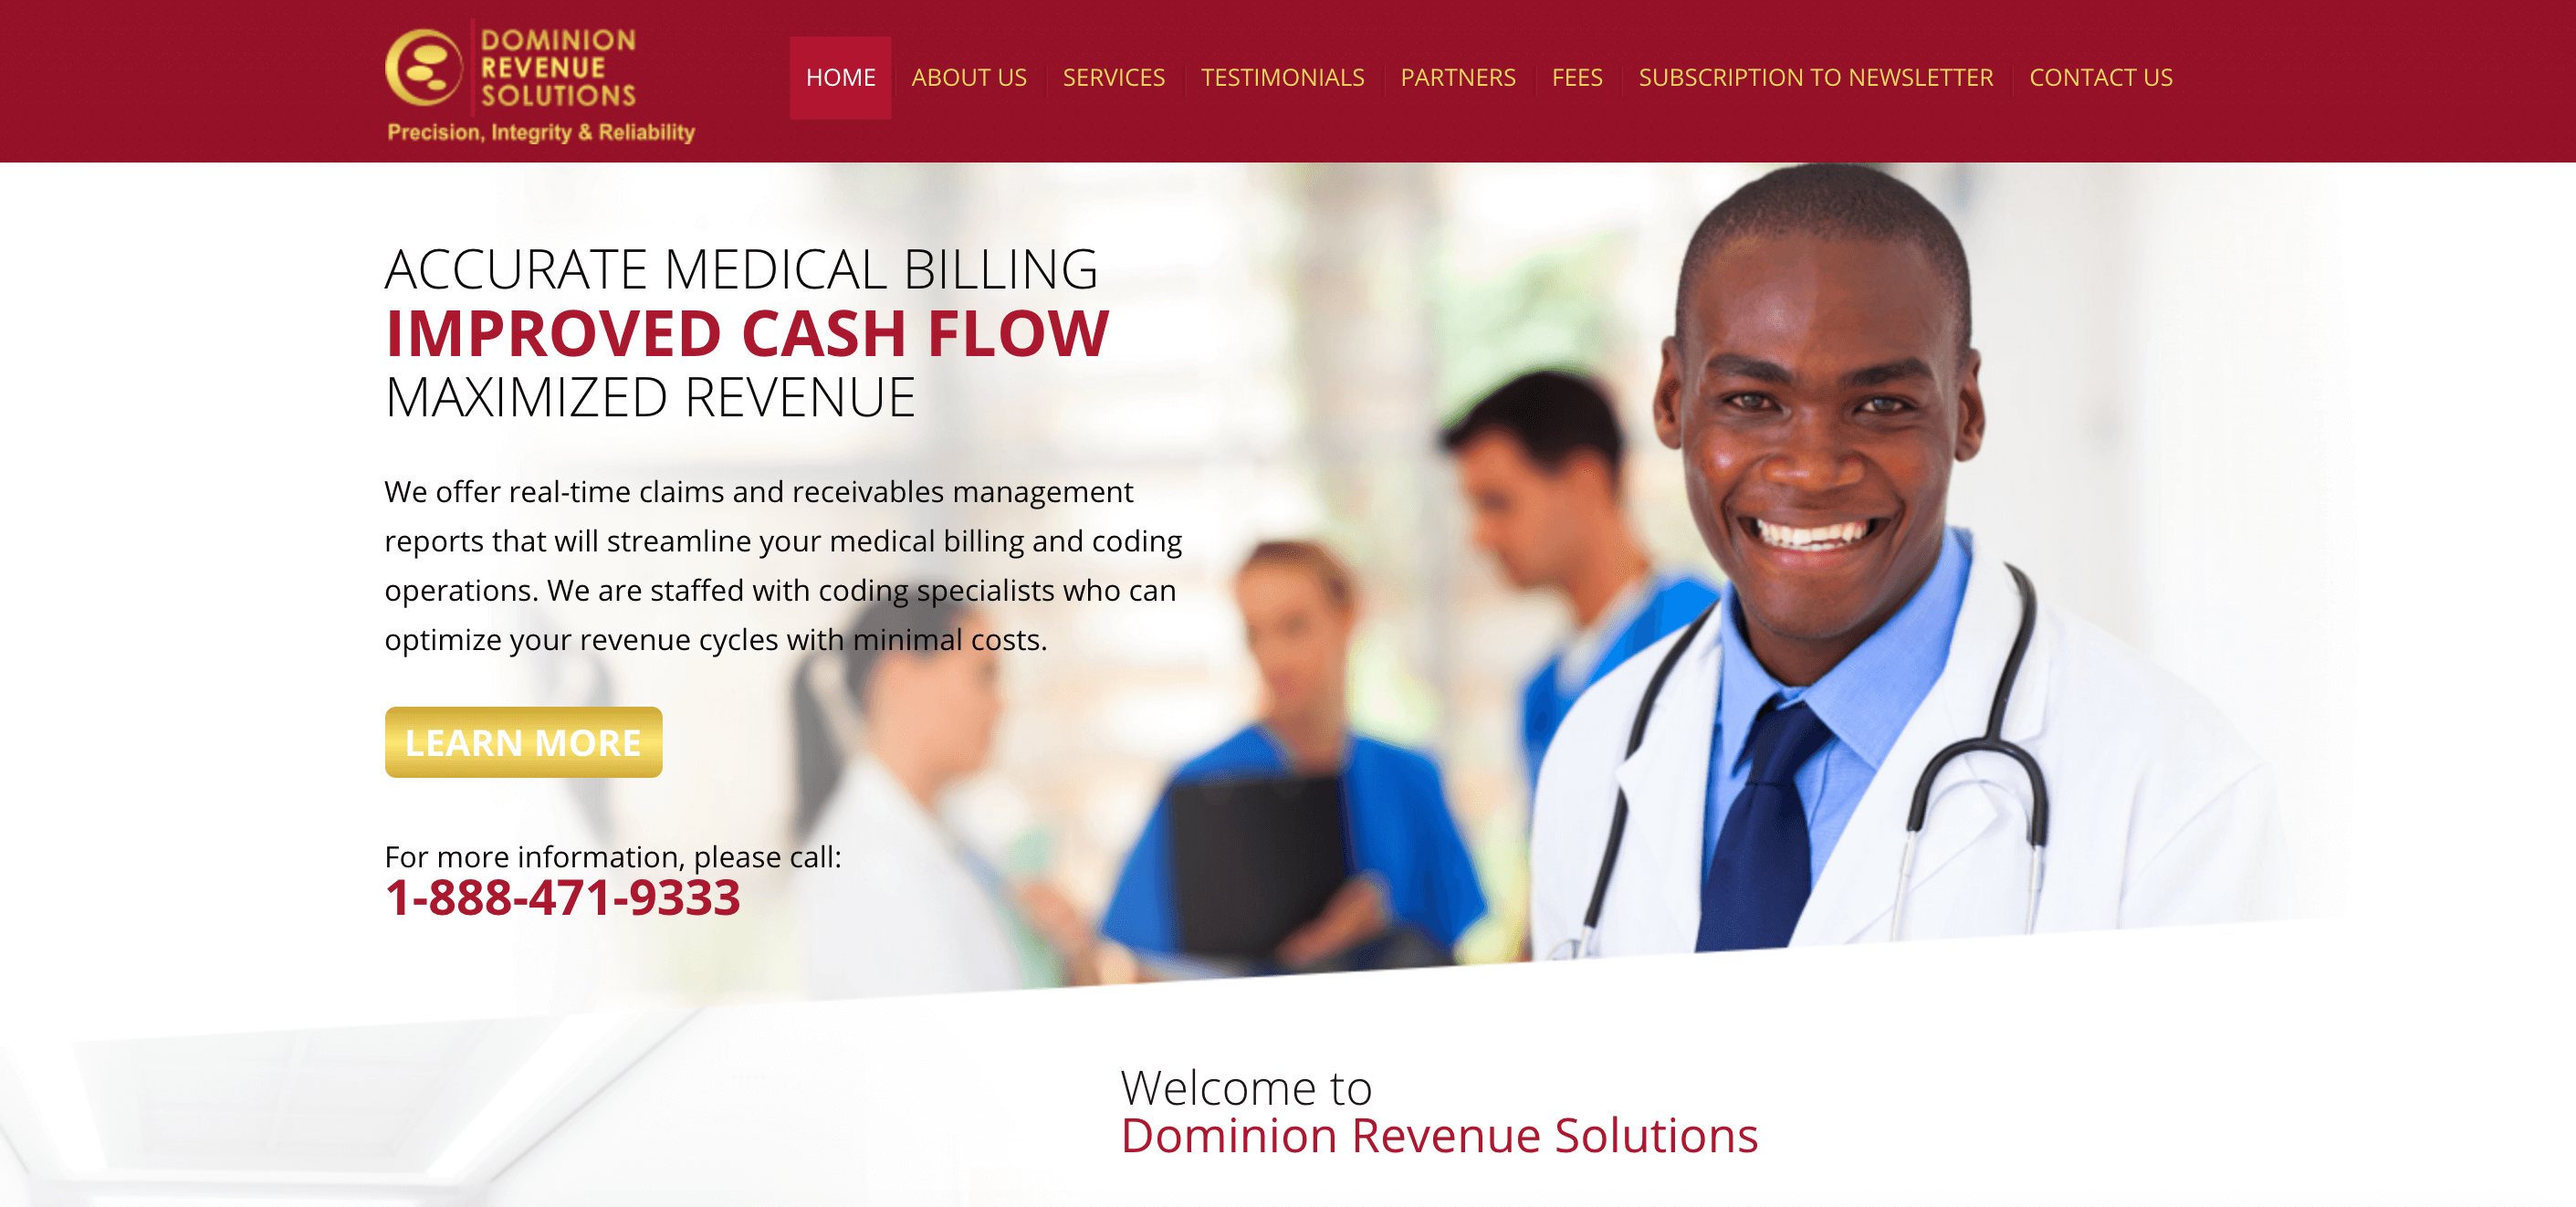 DOMINION
REVENUE
SOLUTIONS
Precision, Integrity & Reliability
HOME ABOUT US SERVICES TESTIMONIALS PARTNERS FEES SUBSCRIPTION TO NEWSLETTER CONTACT US
ACCURATE MEDICAL BILLING
IMPROVED CASH FLOW
MAXIMIZED REVENUE
We offer real-time claims and receivables management
reports that will streamline your medical billing and coding
operations. We are staffed with coding specialists who can
optimize your revenue cycles with minimal costs.
LEARN MORE
For more information, please call:
1-888-471-9333
Welcome to
Dominion Revenue Solutions